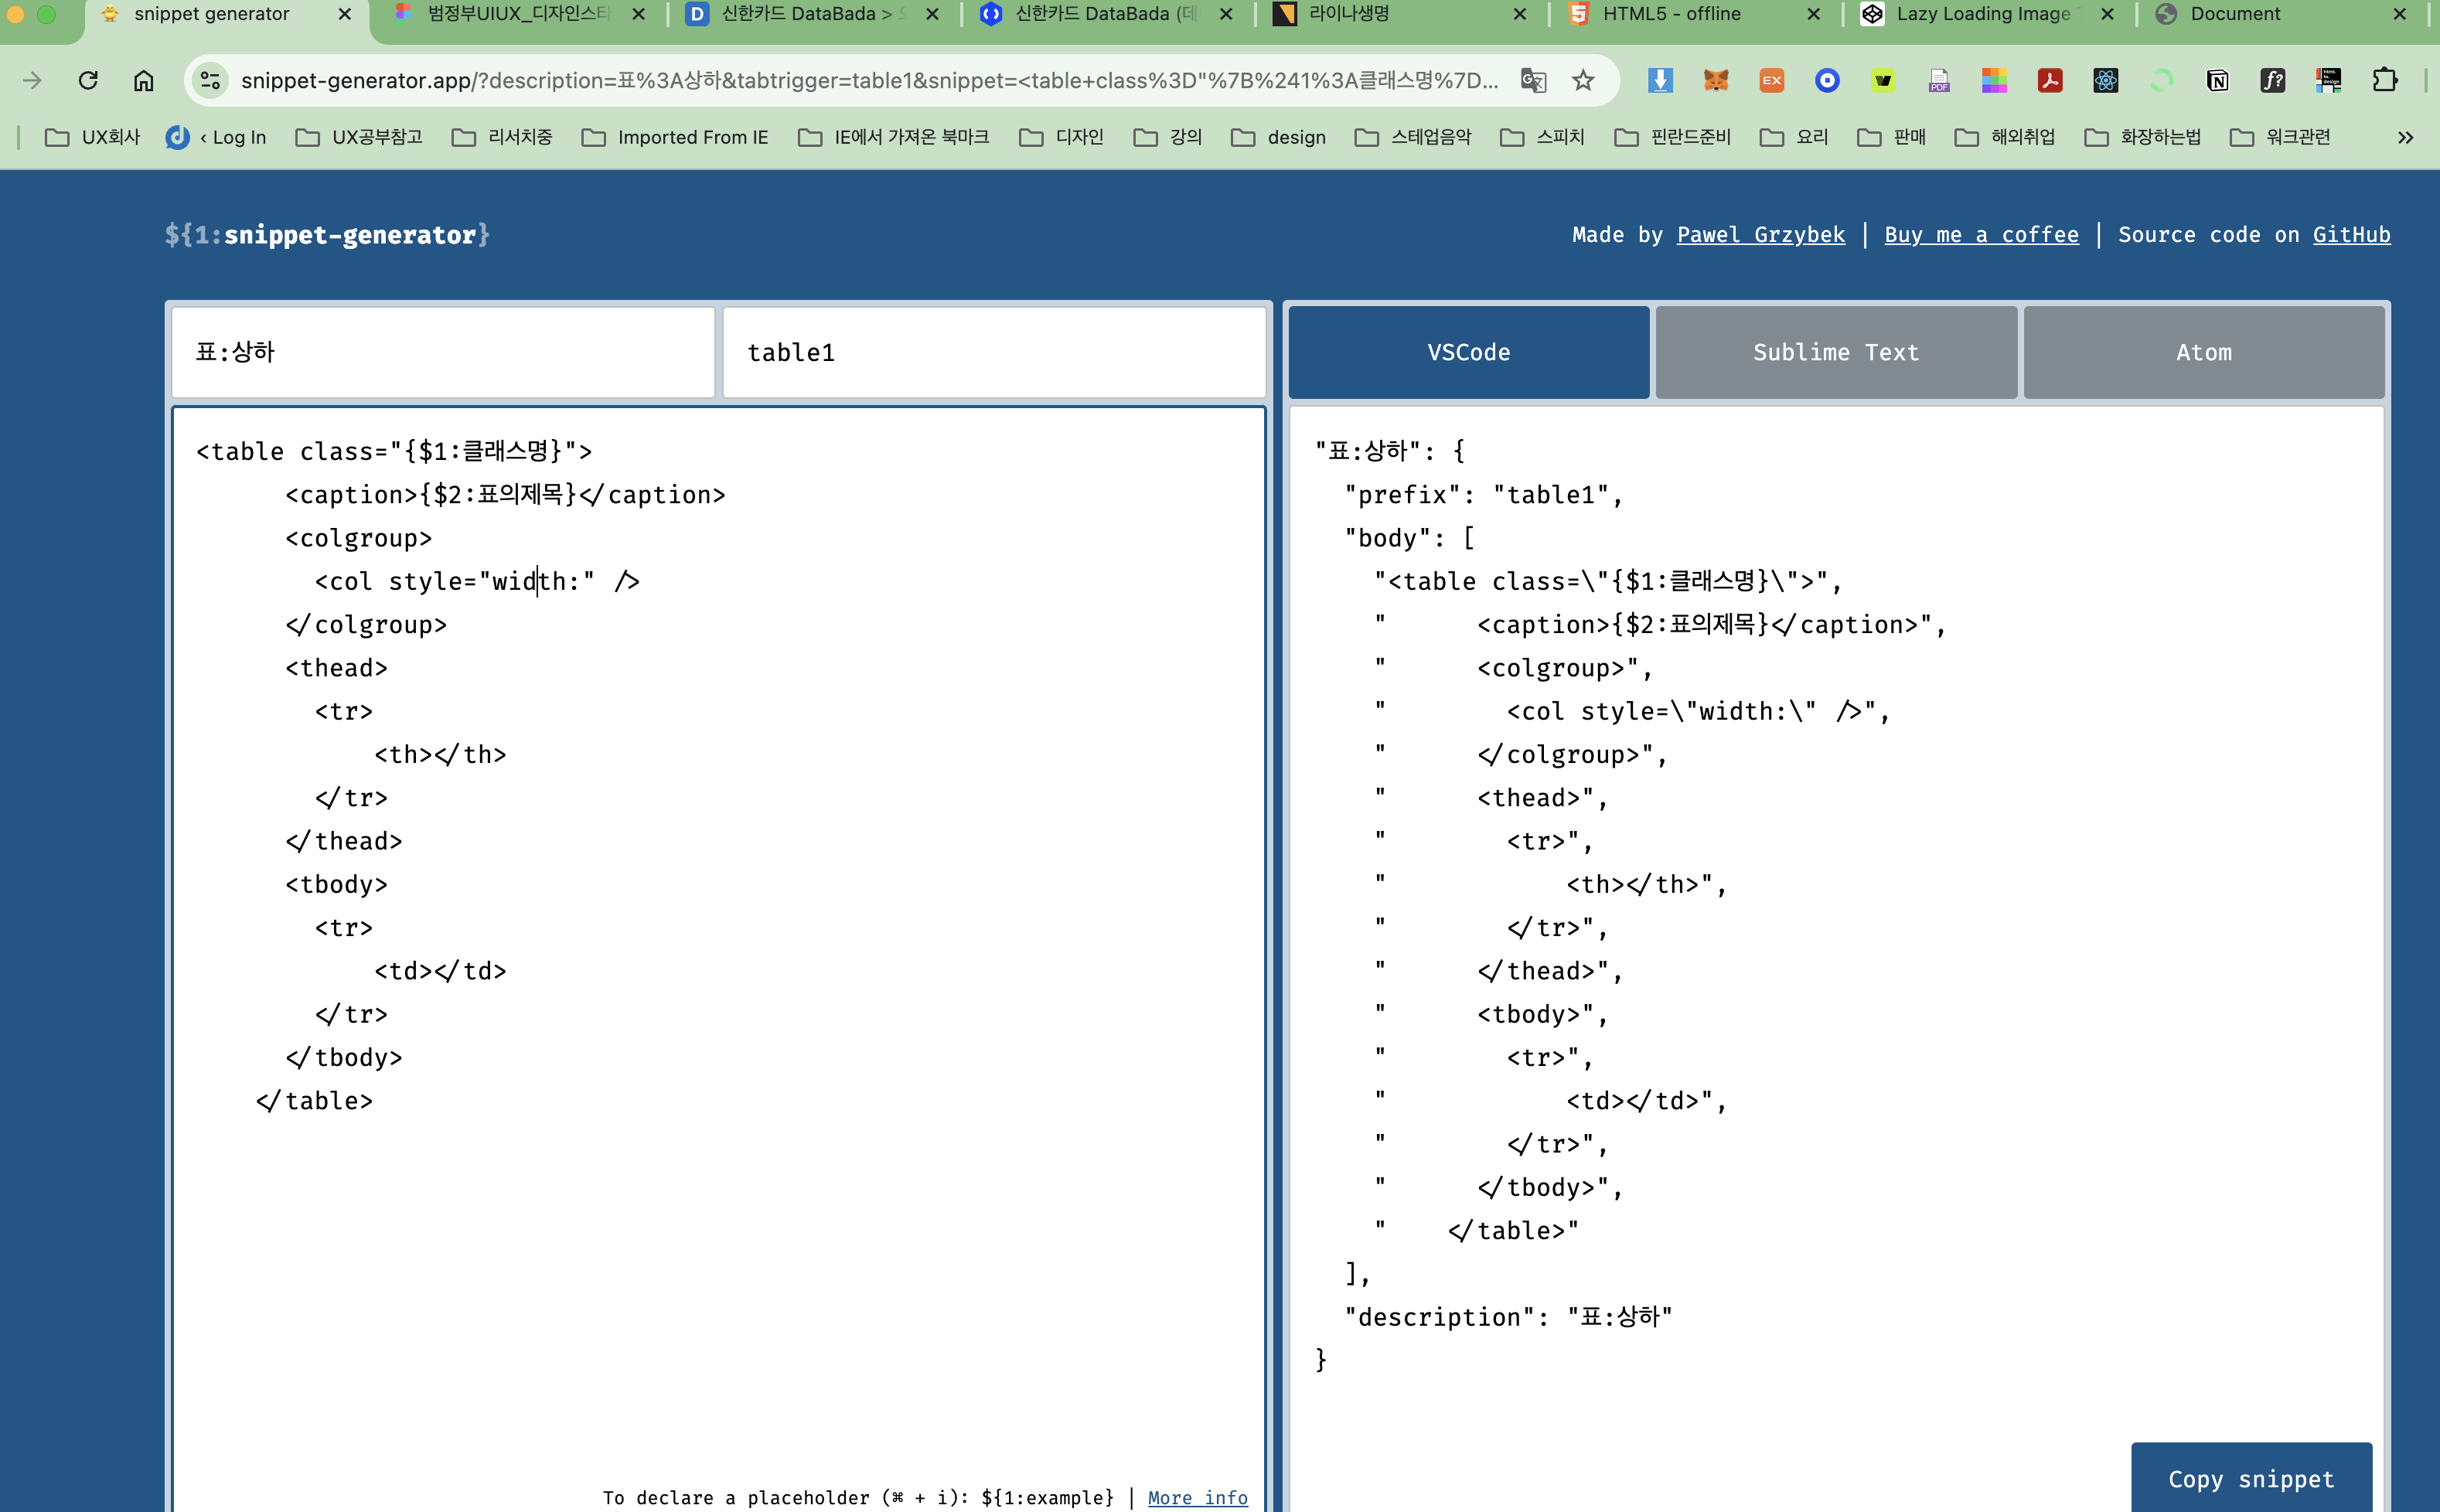 snippet generator
범정부UIUX_디자인스타
신한카드 DataBada >
신한카드 DataBada (데
라이나생명
HTML5 - offline
Lazy Loading Image
Document
snippet-generator.app/?description=표%3A상하&tabtrigger=table1&snippet=<table+class%3D"%7B%241%3A클래스명%7D...
UX회사
‹ Log In
UX공부참고
리서치중
Imported From IE
IE에서 가져온 북마크
디자인
강의
design
스테업음악
스피치
핀란드준비
요리
판매
해외취업
화장하는법
워크관련
${1:snippet-generator}
Made by Pawel Grzybek | Buy me a coffee | Source code on GitHub
표:상하
table1
VSCode
Sublime Text
Atom
<table class="{$1:클래스명}">
      <caption>{$2:표의제목}</caption>
      <colgroup>
        <col style="width:" />
      </colgroup>
      <thead>
        <tr>
            <th></th>
        </tr>
      </thead>
      <tbody>
        <tr>
            <td></td>
        </tr>
      </tbody>
    </table>
To declare a placeholder (⌘ + i): ${1:example} | More info
"표:상하": {
  "prefix": "table1",
  "body": [
    "<table class=\"{$1:클래스명}\">",
    "      <caption>{$2:표의제목}</caption>",
    "      <colgroup>",
    "        <col style=\"width:\" />",
    "      </colgroup>",
    "      <thead>",
    "        <tr>",
    "            <th></th>",
    "        </tr>",
    "      </thead>",
    "      <tbody>",
    "        <tr>",
    "            <td></td>",
    "        </tr>",
    "      </tbody>",
    "    </table>"
  ],
  "description": "표:상하"
}
Copy snippet